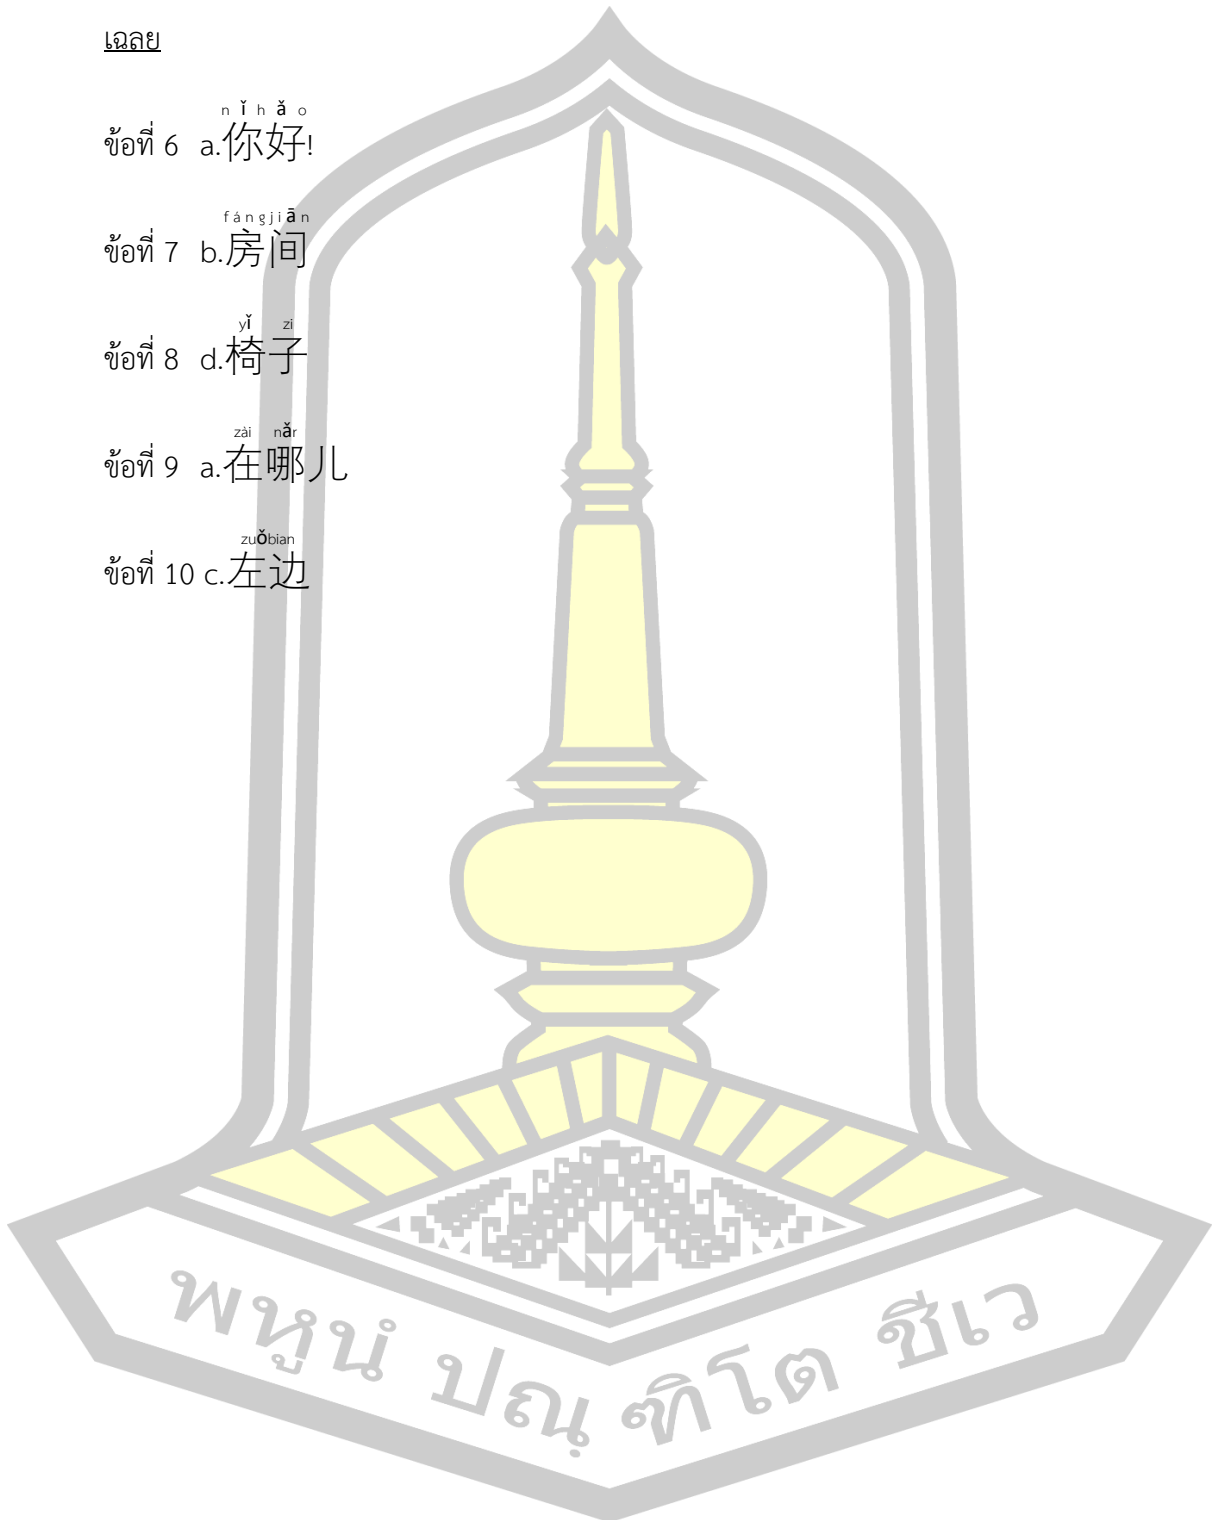 เฉลย
nǐhǎo
ข้อที่ 6 a.你好!
fángjiān
ข้อที่ 7 b.房间
yǐ zi
ข้อที่ 8 d.椅子
zài nǎr
ข้อที่ 9 a.在哪儿
zuǒbian
ข้อที่ 10 c.左边
พหูนํ ปณฺฑิโต ชีเว